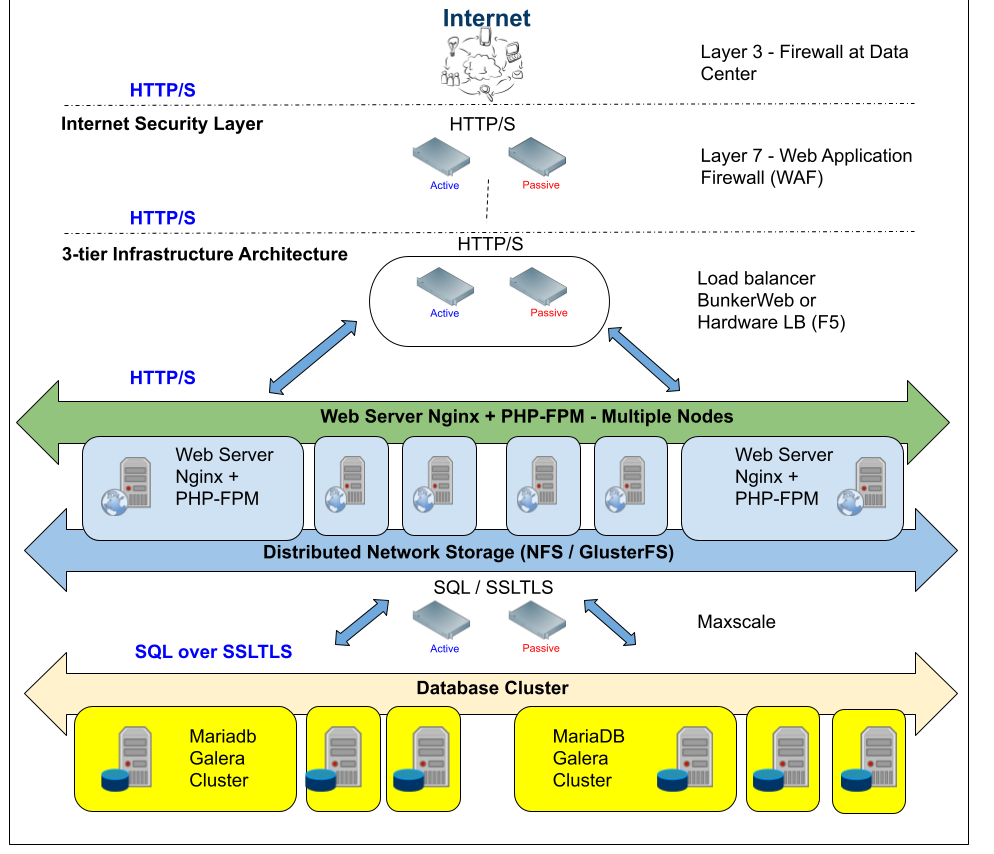 Internet
Layer 3 - Firewall at Data
Center
HTTP/S
Internet Security Layer
HTTP/S
Layer 7 - Web Application
Firewall (WAF)
Active
Passive
HTTP/S
3-tier Infrastructure Architecture
HTTP/S
Load balancer
BunkerWeb or
Hardware LB (F5)
Active
Passive
HTTP/S
Web Server Nginx + PHP-FPM - Multiple Nodes
Web Server
Nginx +
PHP-FPM
Web Server
Nginx +
PHP-FPM
Distributed Network Storage (NFS / GlusterFS)
SQL / SSLTLS
Maxscale
Active
Passive
SQL over SSLTLS
Database Cluster
Mariadb
Galera
Cluster
MariaDB
Galera
Cluster